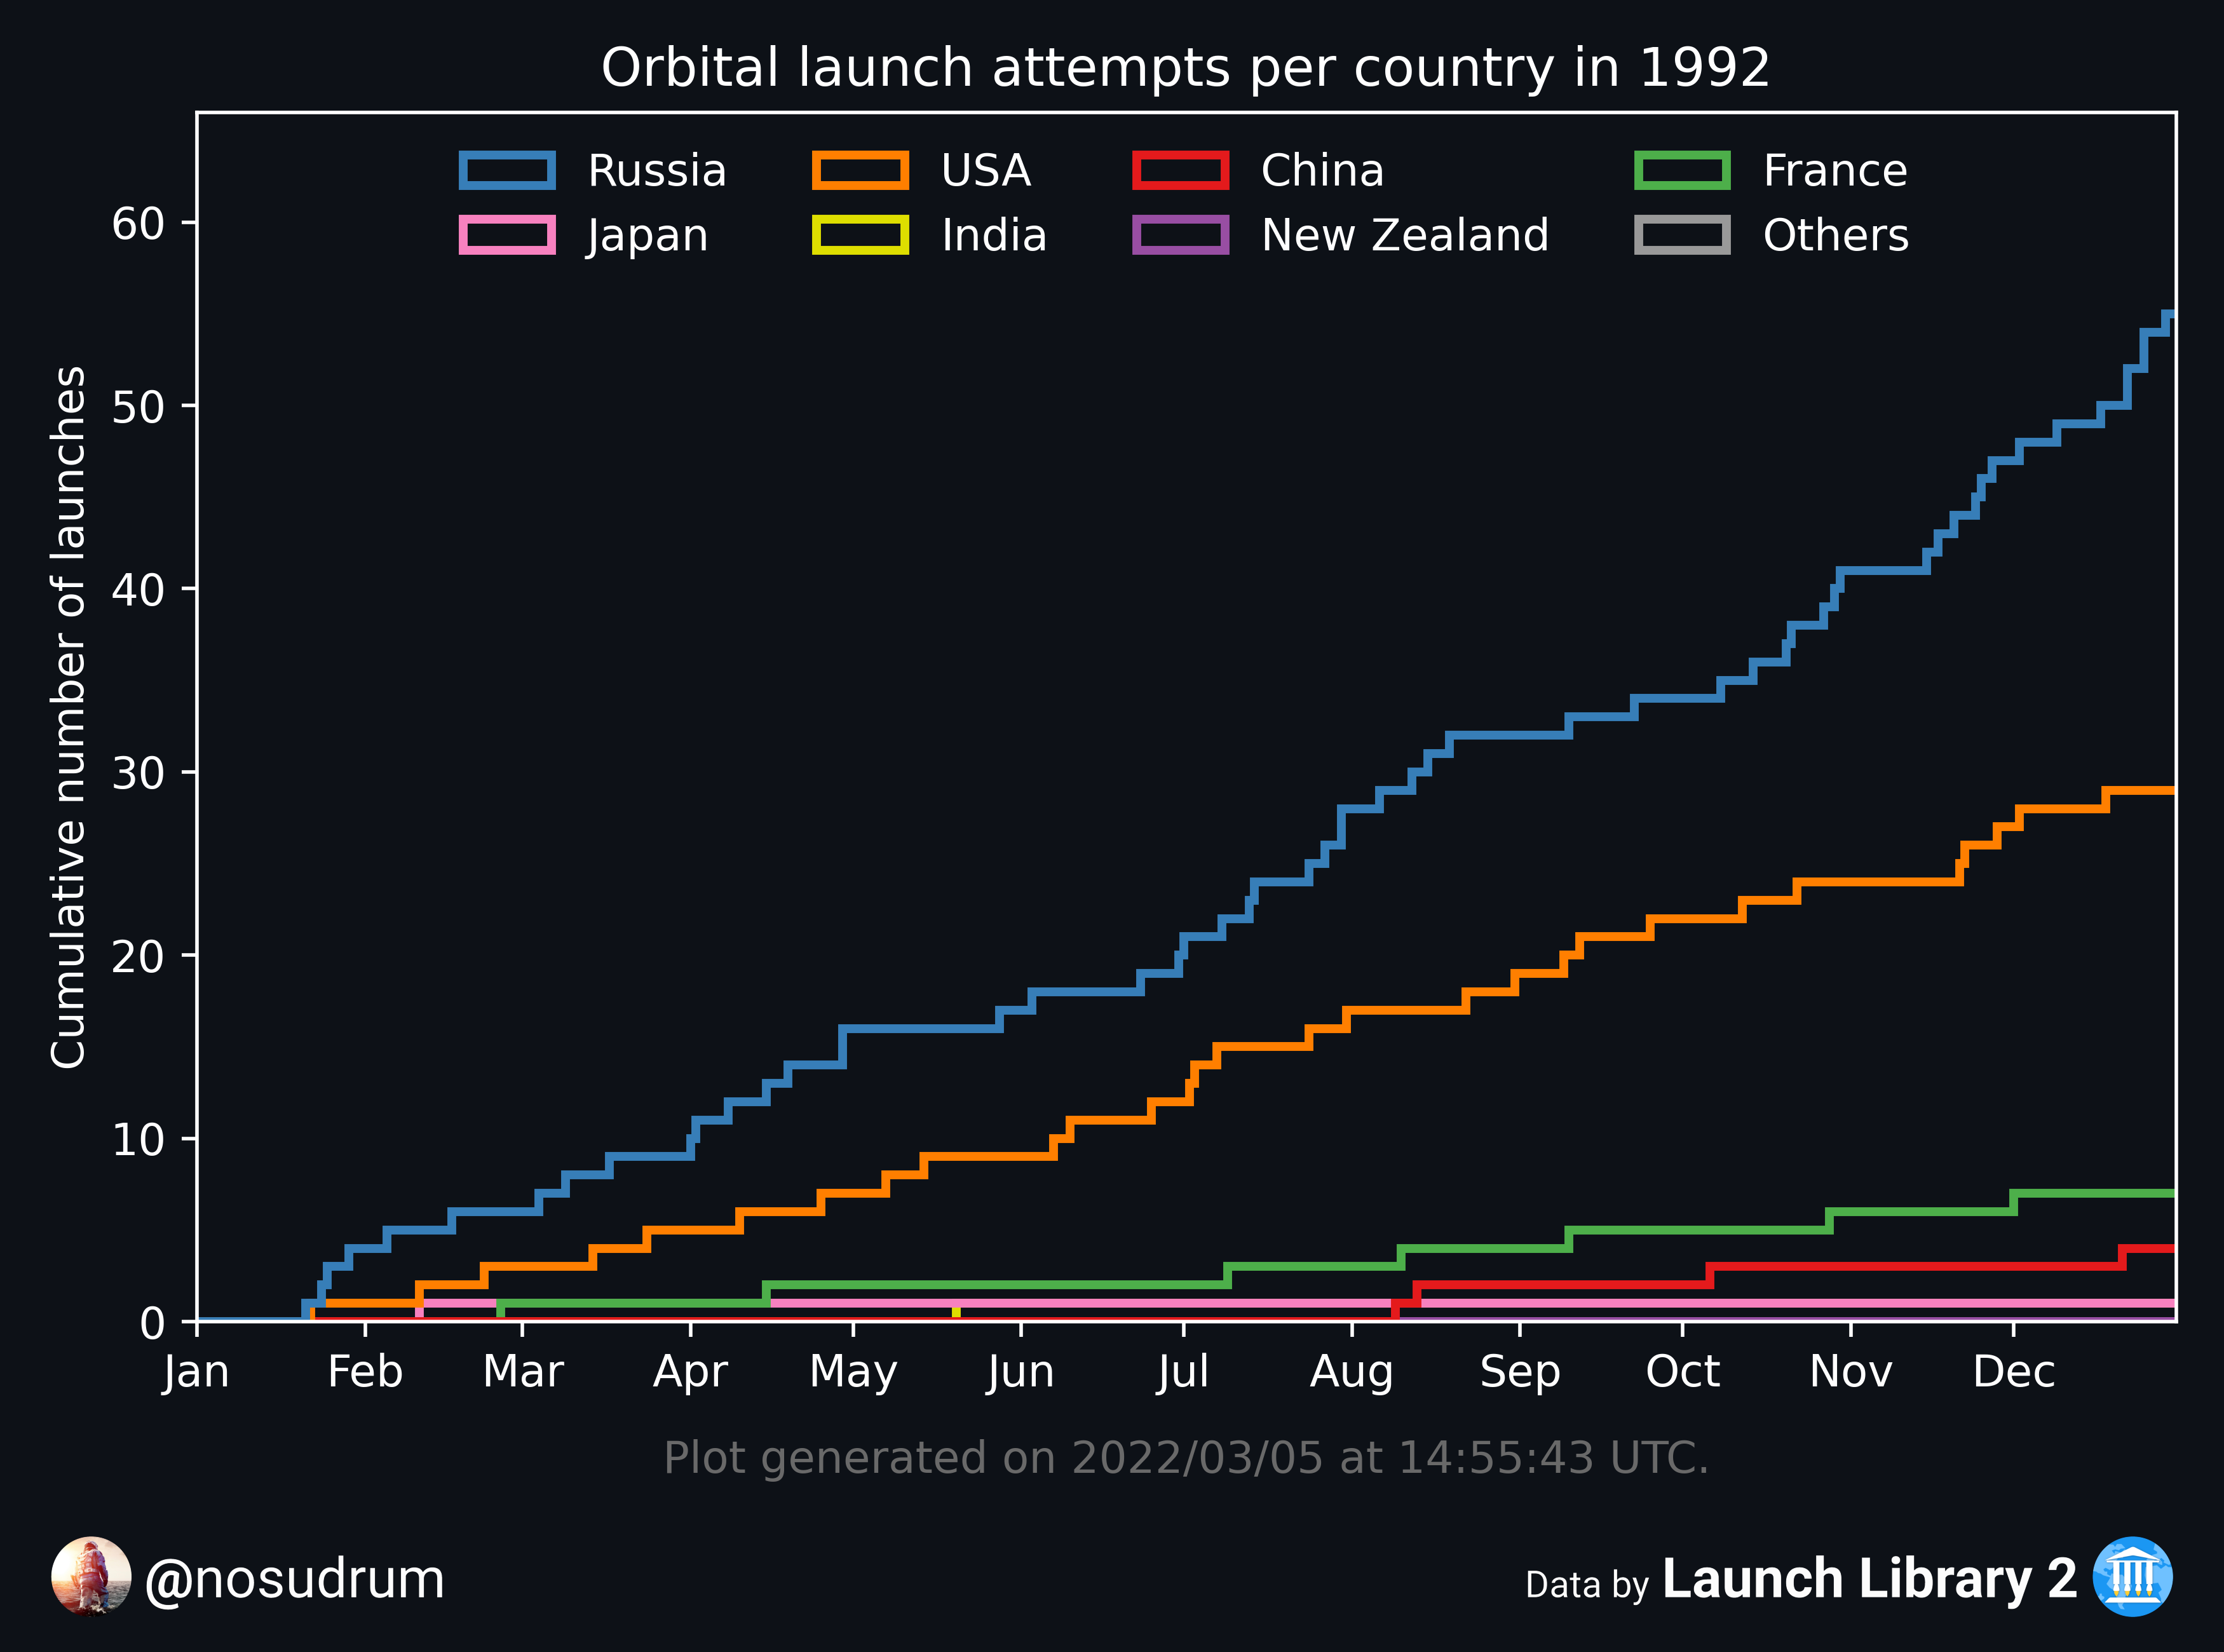 Orbital launch attempts per country in 1992
Russia USA China France
Japan India New Zealand Others
Cumulative number of launches
60
50
40
30
20
10
0
Jan Feb Mar Apr May Jun Jul Aug Sep Oct Nov Dec
Plot generated on 2022/03/05 at 14:55:43 UTC.
@nosudrum
Data by Launch Library 2